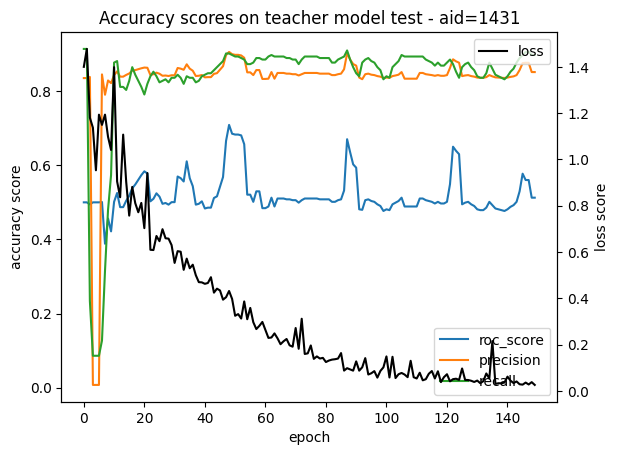 Accuracy scores on teacher model test - aid=1431
loss
accuracy score
0.8
0.6
0.4
0.2
0.0
1.4
1.2
1.0
0.8
0.6
0.4
0.2
0.0
loss score
roc_score
precision
recall
0
20
40
60
80
100
120
140
epoch